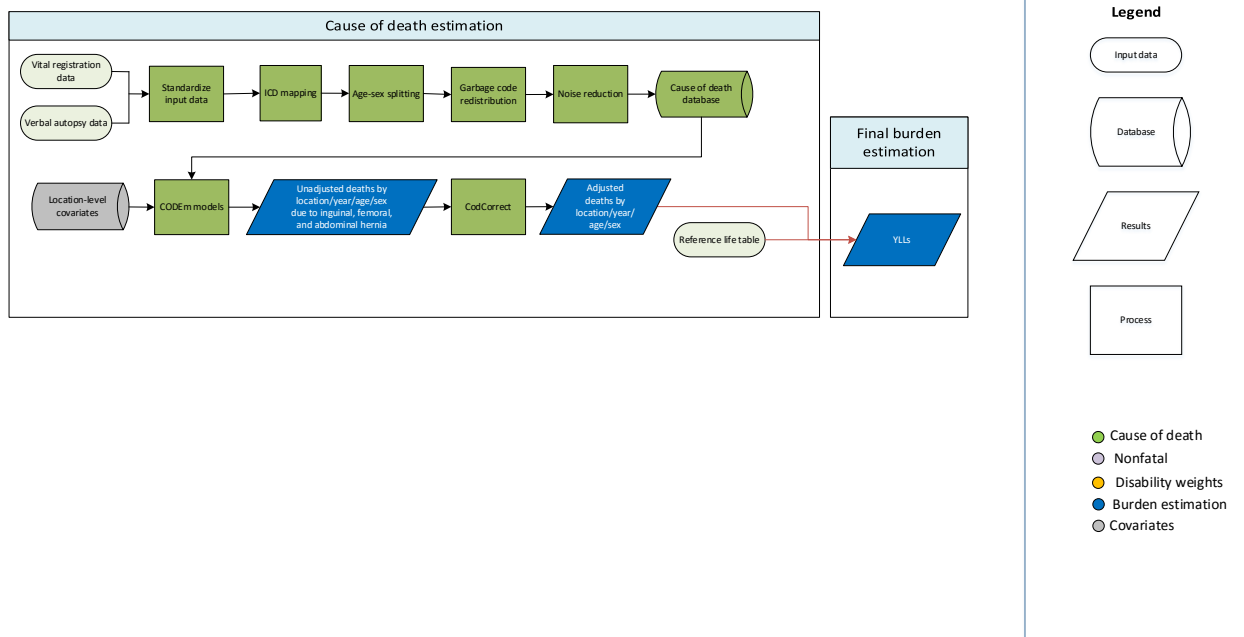 Cause of death estimation
Vital registration
data
Verbal autopsy data
Standardize
input data
ICD mapping
Age-sex splitting
Garbage code
redistribution
Noise reduction
Cause of death
database
Location-level
covariates
CODEm models
Unadjusted deaths by
location/year/age/sex
due to inguinal, femoral,
and abdominal hernia
CodCorrect
Adjusted
deaths by
location/year/
age/sex
Reference life table
Final burden
estimation
YLLs
Legend
Input data
Database
Results
Process
Cause of death
Nonfatal
Disability weights
Burden estimation
Covariates